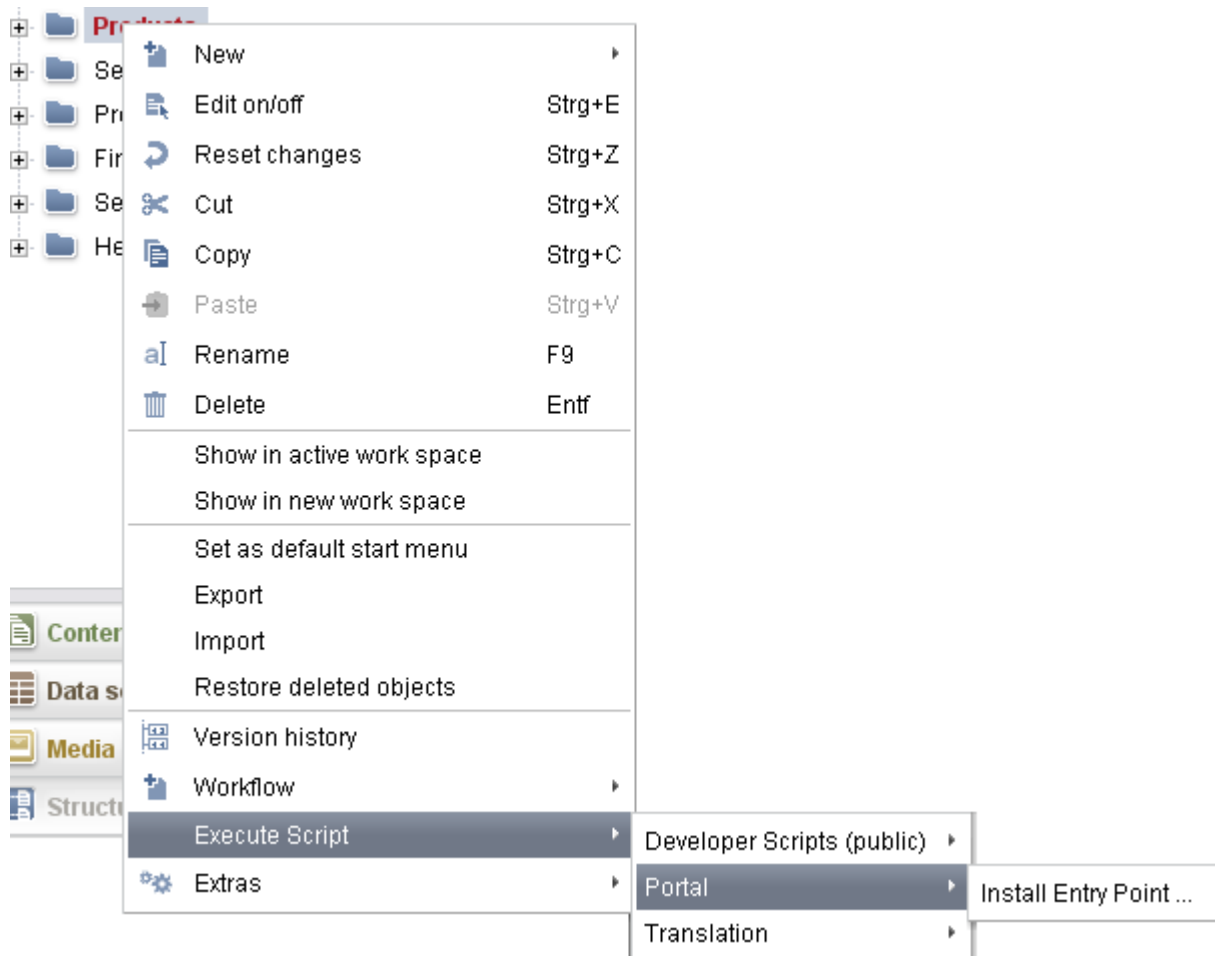 Products
New
Edit on/off Strg+E
Reset changes Strg+Z
Cut Strg+X
Copy Strg+C
Paste Strg+V
Rename F9
Delete Entf
Show in active work space
Show in new work space
Set as default start menu
Export
Import
Restore deleted objects
Version history
Workflow
Execute Script
Extras
Developer Scripts (public)
Portal
Translation
Install Entry Point ...
Se
Pr
Fir
Se
He
Conter
Data s
Media
Struct